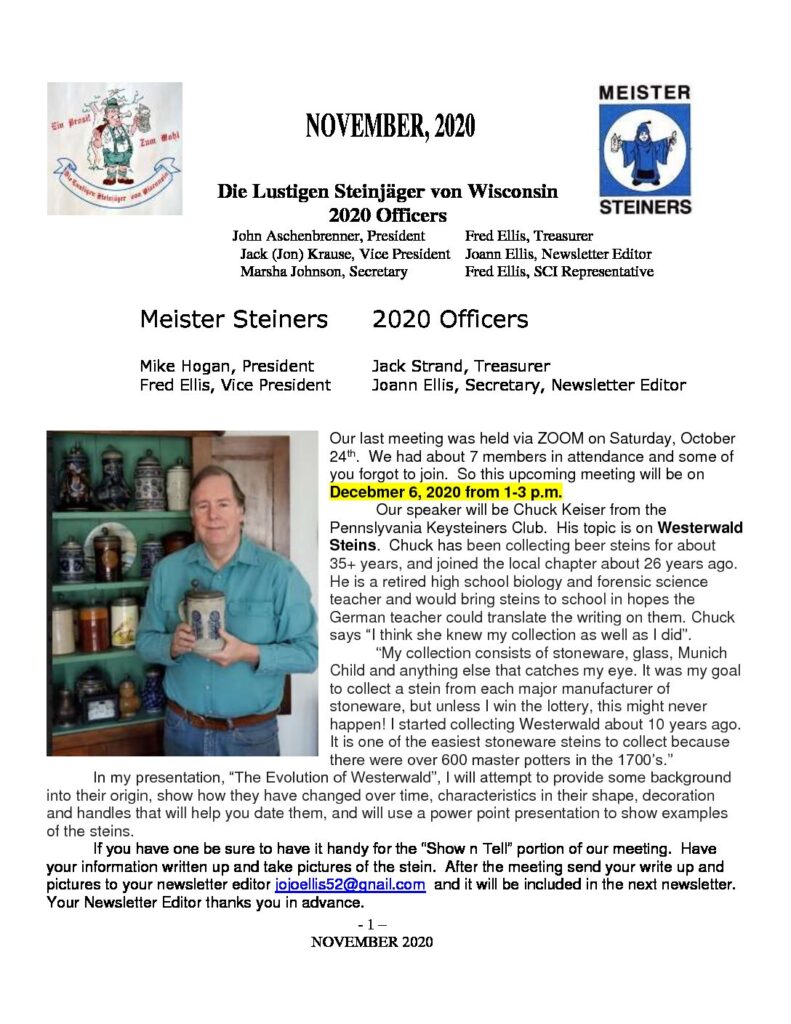 Ein Prosit
Zum Wohl
Die Lustigen Steinjäger von Wisconsin
MEISTER
STEINERS
NOVEMBER, 2020
Die Lustigen Steinjäger von Wisconsin
2020 Officers
John Aschenbrenner, President Fred Ellis, Treasurer
Jack (Jon) Krause, Vice President Joann Ellis, Newsletter Editor
Marsha Johnson, Secretary Fred Ellis, SCI Representative
Meister Steiners 2020 Officers
Mike Hogan, President Jack Strand, Treasurer
Fred Ellis, Vice President Joann Ellis, Secretary, Newsletter Editor
Our last meeting was held via ZOOM on Saturday, October
24th. We had about 7 members in attendance and some of
you forgot to join. So this upcoming meeting will be on
Decebmer 6, 2020 from 1-3 p.m.
Our speaker will be Chuck Keiser from the
Pennslyvania Keysteiners Club. His topic is on Westerwald
Steins. Chuck has been collecting beer steins for about
35+ years, and joined the local chapter about 26 years ago.
He is a retired high school biology and forensic science
teacher and would bring steins to school in hopes the
German teacher could translate the writing on them. Chuck
says “I think she knew my collection as well as I did”.
“My collection consists of stoneware, glass, Munich
Child and anything else that catches my eye. It was my goal
to collect a stein from each major manufacturer of
stoneware, but unless I win the lottery, this might never
happen! I started collecting Westerwald about 10 years ago.
It is one of the easiest stoneware steins to collect because
there were over 600 master potters in the 1700’s.”
In my presentation, “The Evolution of Westerwald”, I will attempt to provide some background
into their origin, show how they have changed over time, characteristics in their shape, decoration
and handles that will help you date them, and will use a power point presentation to show examples
of the steins.
If you have one be sure to have it handy for the “Show n Tell” portion of our meeting. Have
your information written up and take pictures of the stein. After the meeting send your write up and
pictures to your newsletter editor jojoellis52@gnail.com and it will be included in the next newsletter.
Your Newsletter Editor thanks you in advance.
- 1 –
NOVEMBER 2020